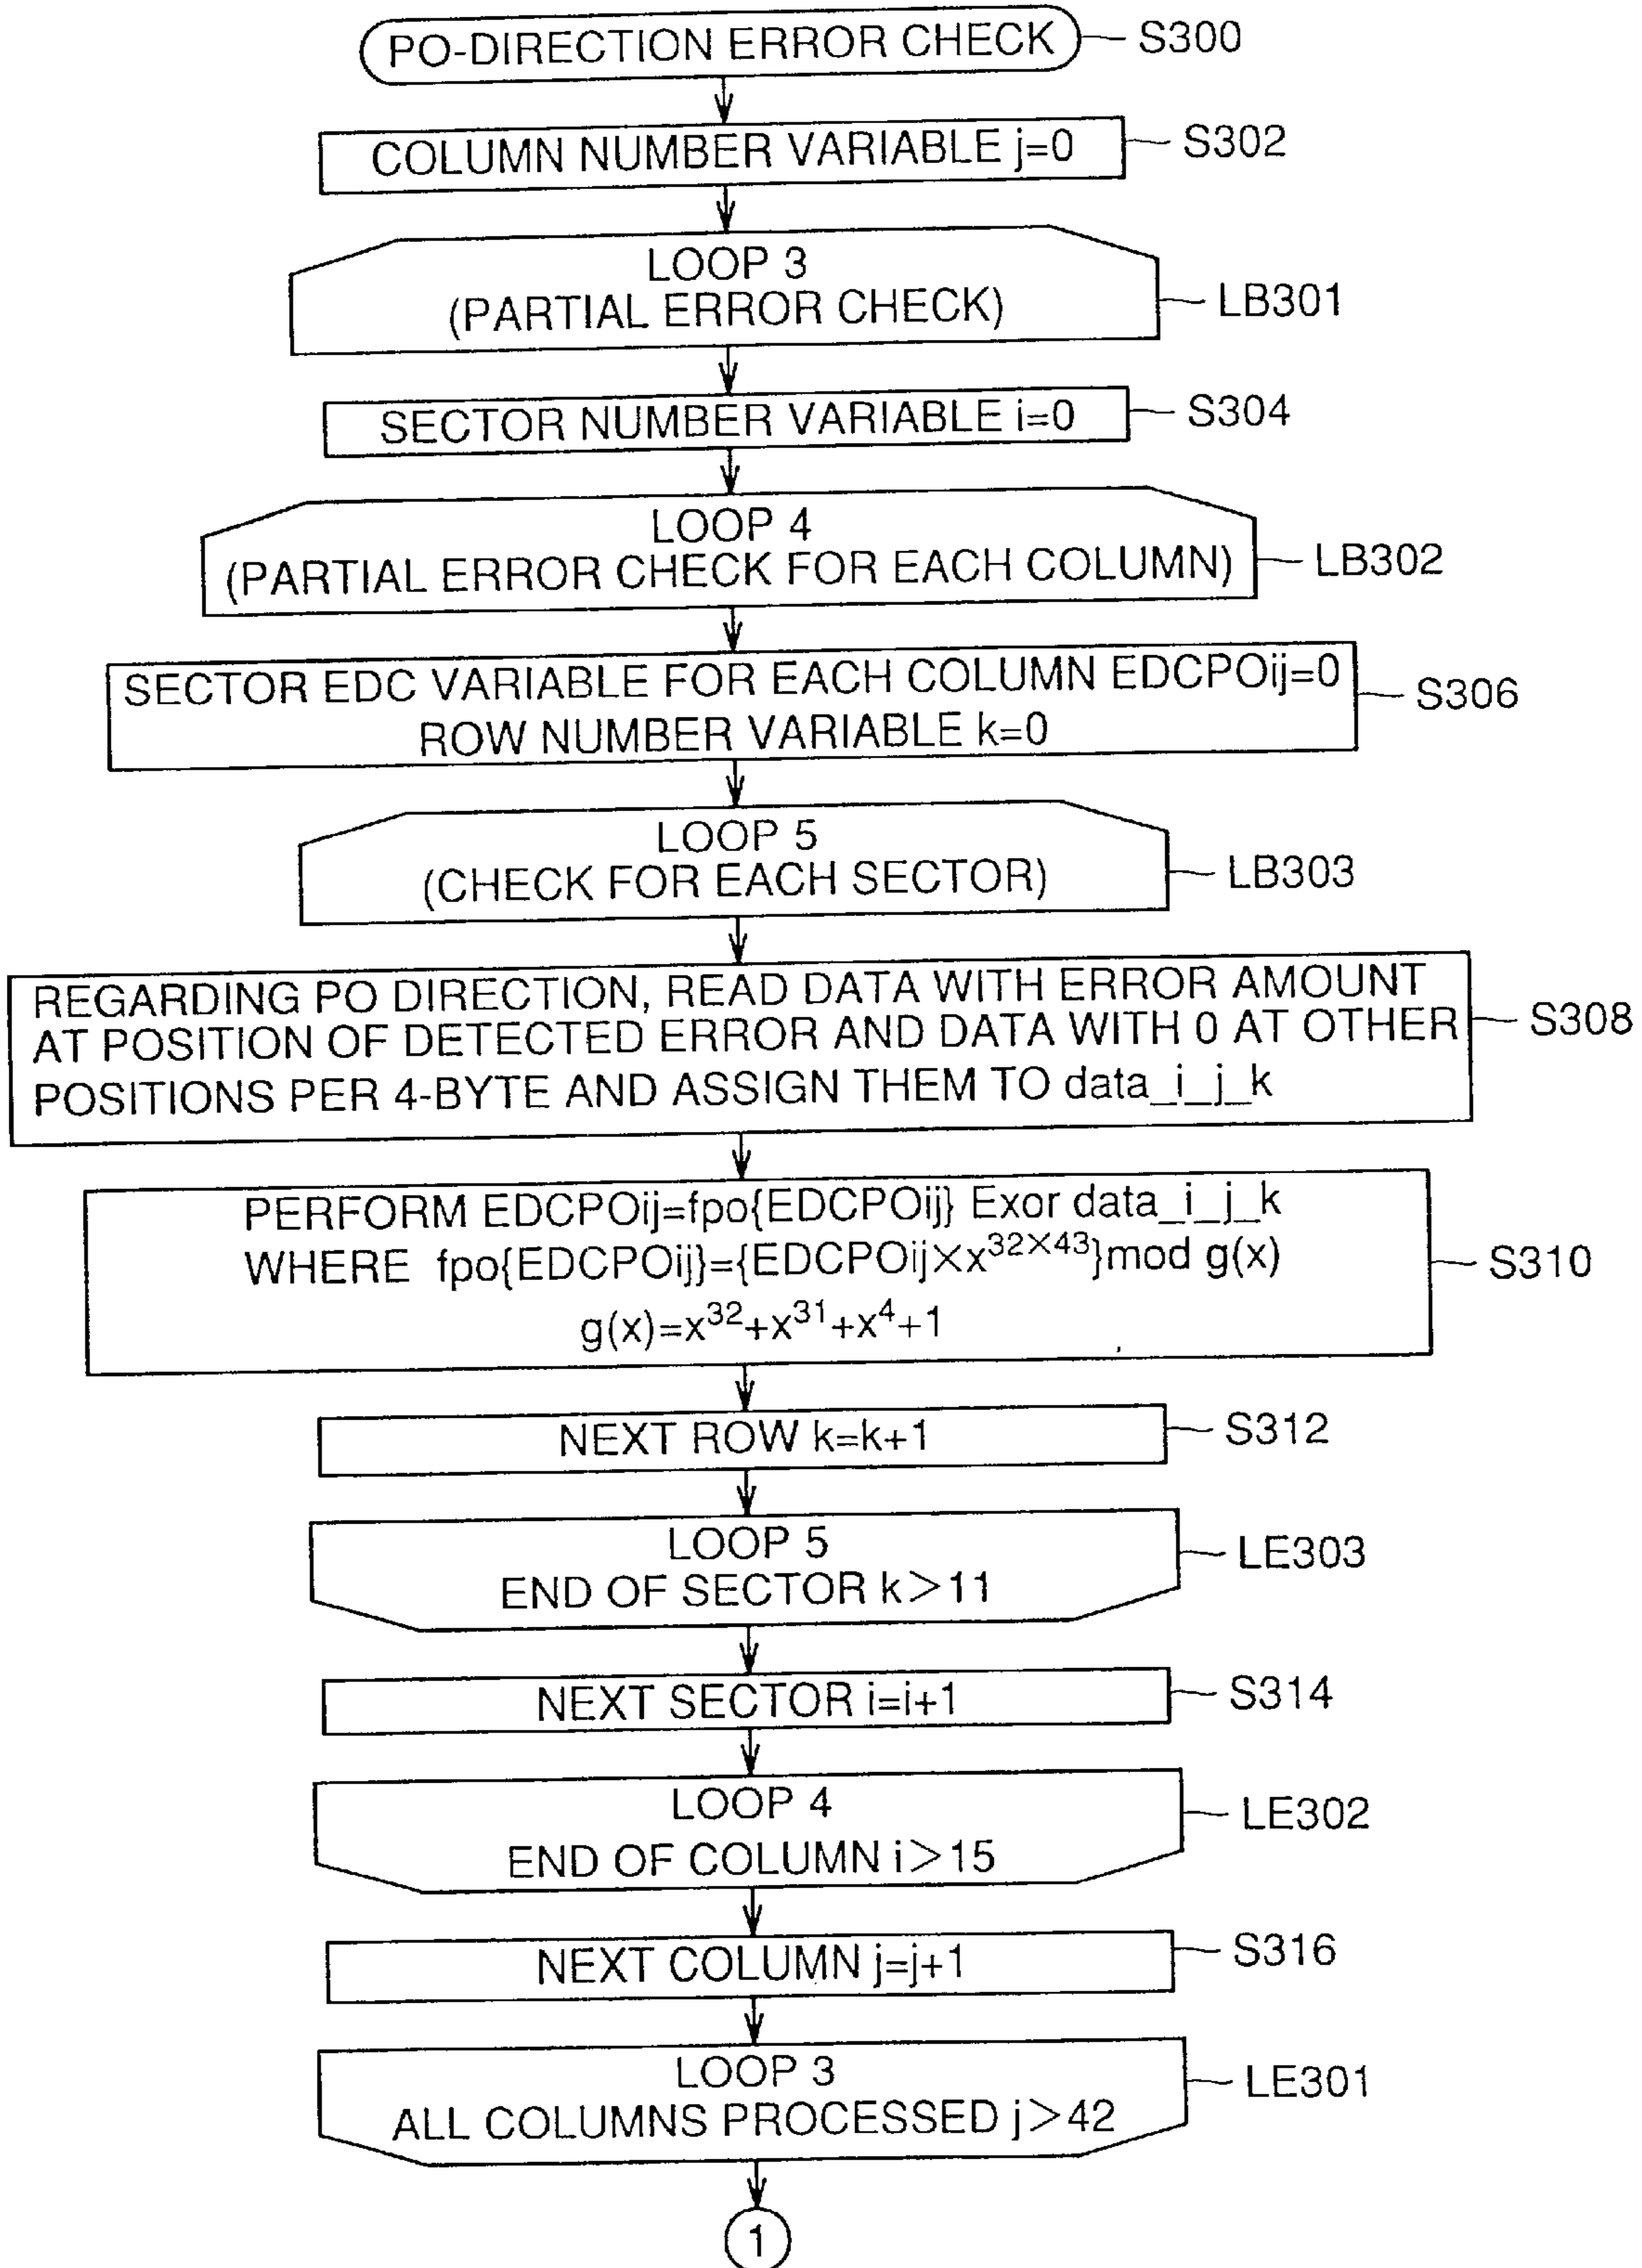 PO-DIRECTION ERROR CHECK
S300
COLUMN NUMBER VARIABLE j=0
S302
LOOP 3
(PARTIAL ERROR CHECK)
LB301
SECTOR NUMBER VARIABLE i=0
S304
LOOP 4
(PARTIAL ERROR CHECK FOR EACH COLUMN)
LB302
SECTOR EDC VARIABLE FOR EACH COLUMN EDCPOij=0
ROW NUMBER VARIABLE k=0
S306
LOOP 5
(CHECK FOR EACH SECTOR)
LB303
REGARDING PO DIRECTION, READ DATA WITH ERROR AMOUNT
AT POSITION OF DETECTED ERROR AND DATA WITH 0 AT OTHER
POSITIONS PER 4-BYTE AND ASSIGN THEM TO data_i_j_k
S308
PERFORM EDCPOij=fpo{EDCPOij} Exor data_i_j_k
WHERE fpo{EDCPOij}={EDCPOij×x^{32×43}}mod g(x)
g(x)=x^{32}+x^{31}+x^4+1
S310
NEXT ROW k=k+1
S312
LOOP 5
END OF SECTOR k>11
LE303
NEXT SECTOR i=i+1
S314
LOOP 4
END OF COLUMN i>15
LE302
NEXT COLUMN j=j+1
S316
LOOP 3
ALL COLUMNS PROCESSED j>42
LE301
1